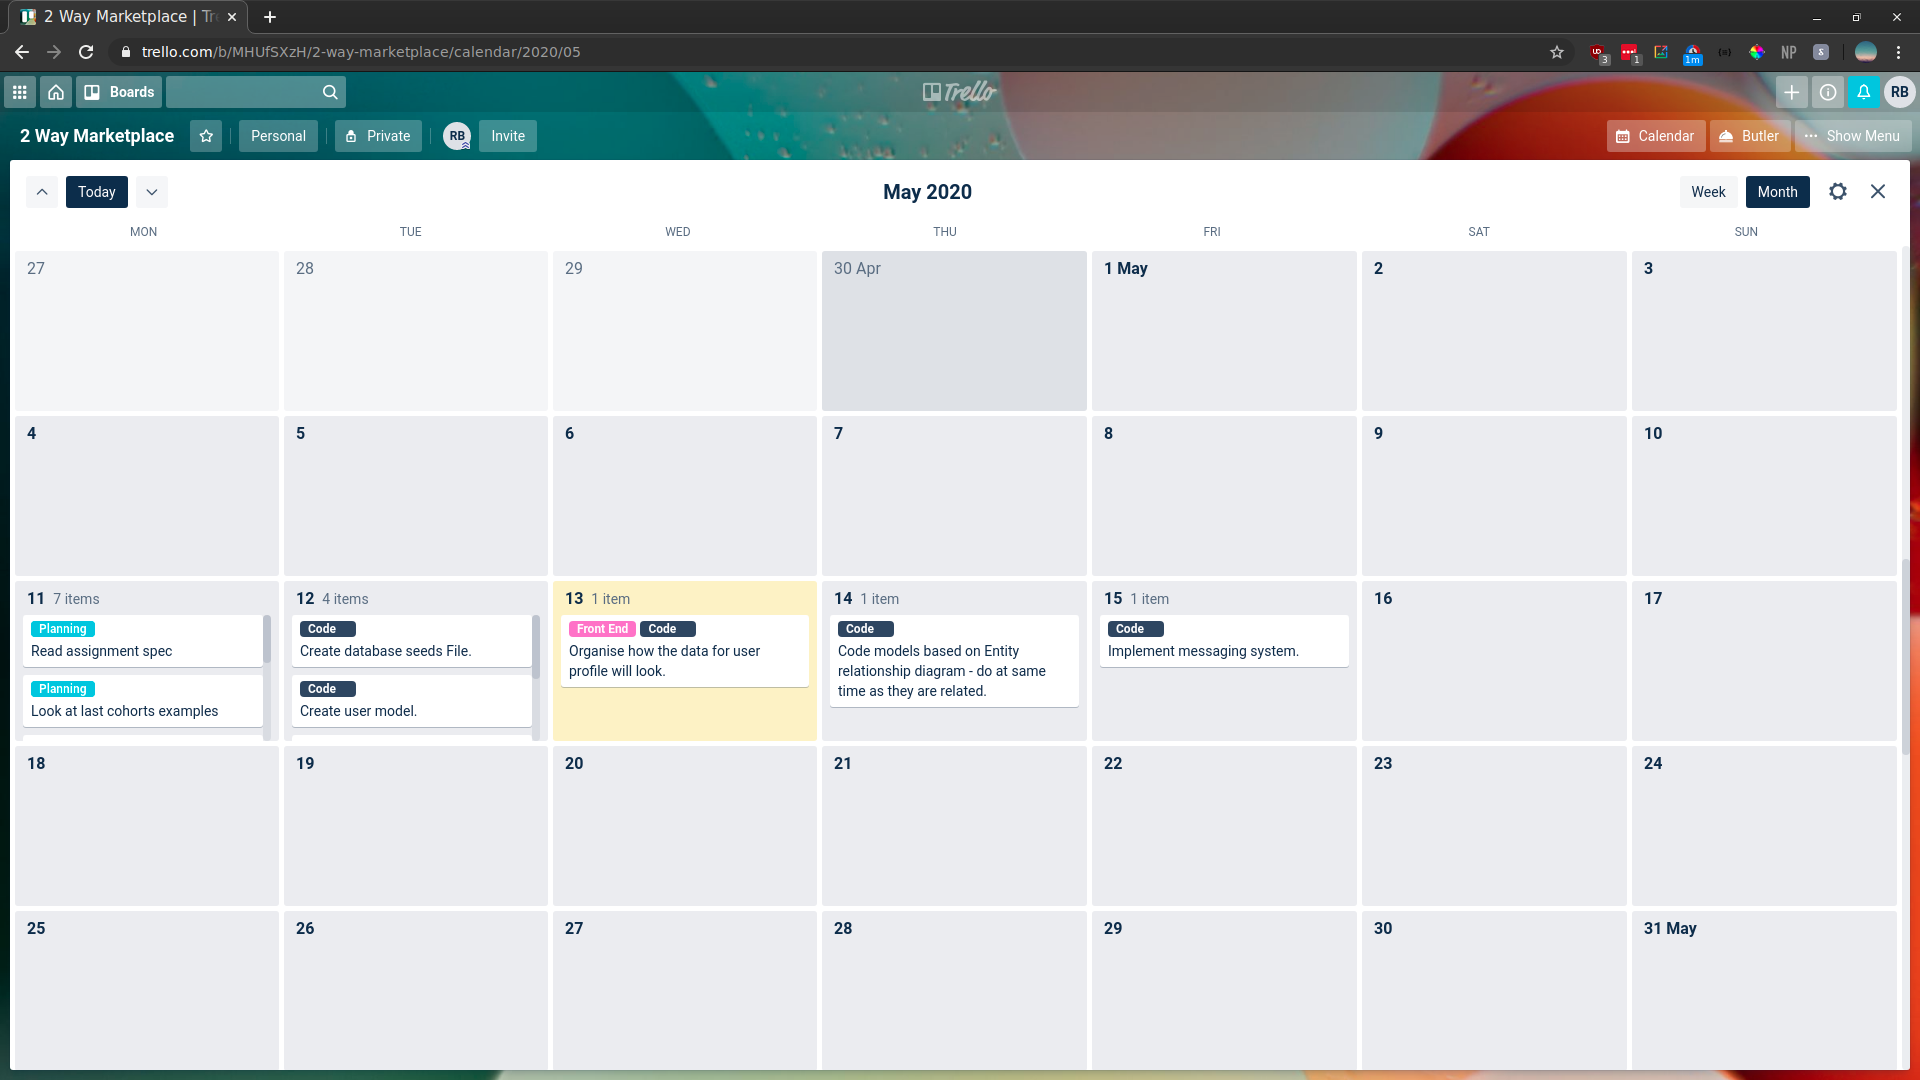 2 Way Marketplace | Tr
trello.com/b/MHUfSXzH/2-way-marketplace/calendar/2020/05
3
1
1m
NP
Boards
Trello
RB
2 Way Marketplace
Personal
Private
RB
Invite
Calendar
Butler
Show Menu
Today
May 2020
Week
Month
MON TUE WED THU FRI SAT SUN
27 28 29 30 Apr 1 May 2 3
4 5 6 7 8 9 10
11 7 items
Planning
Read assignment spec
Planning
Look at last cohorts examples
12 4 items
Code
Create database seeds File.
Code
Create user model.
13 1 item
Front End Code
Organise how the data for user
profile will look.
14 1 item
Code
Code models based on Entity
relationship diagram - do at same
time as they are related.
15 1 item
Code
Implement messaging system.
16
17
18 19 20 21 22 23 24
25 26 27 28 29 30 31 May